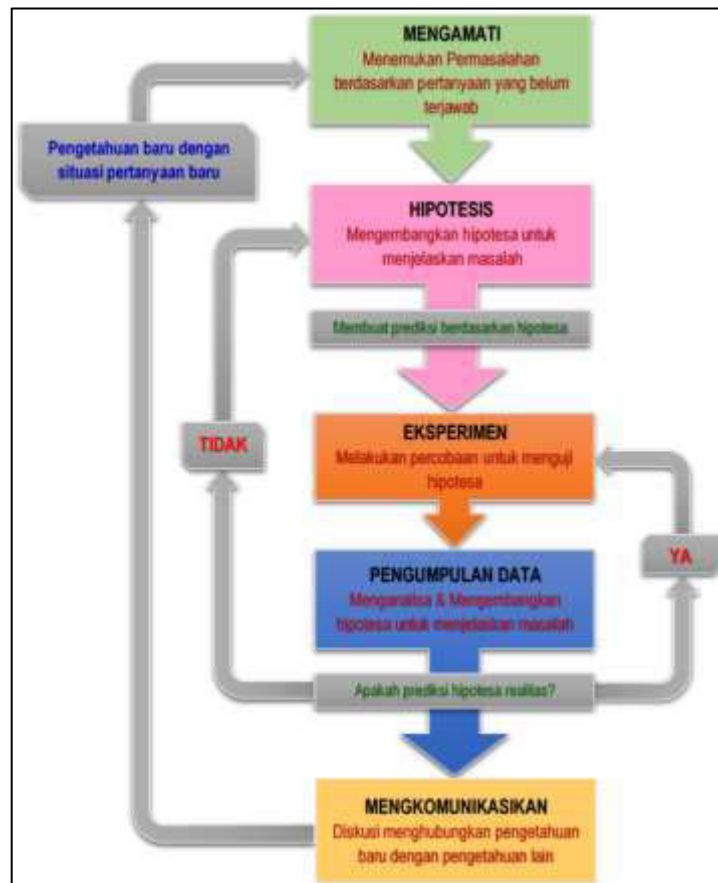 MENGAMATI
Menemukan Permasalahan
berdasarkan pertanyaan yang belum
terjawab
Pengetahuan baru dengan
situasi pertanyaan baru
HIPOTESIS
Mengembangkan hipotesa untuk
menjelaskan masalah
Membuat prediksi berdasarkan hipotesa
EKSPERIMEN
Melakukan percobaan untuk menguji
hipotesa
TIDAK
YA
PENGUMPULAN DATA
Menganalisa & Mengembangkan
hipotesa untuk menjelaskan masalah
Apakah prediksi hipotesa realitas?
MENGKOMUNIKASIKAN
Diskusi menghubungkan pengetahuan
baru dengan pengetahuan lain